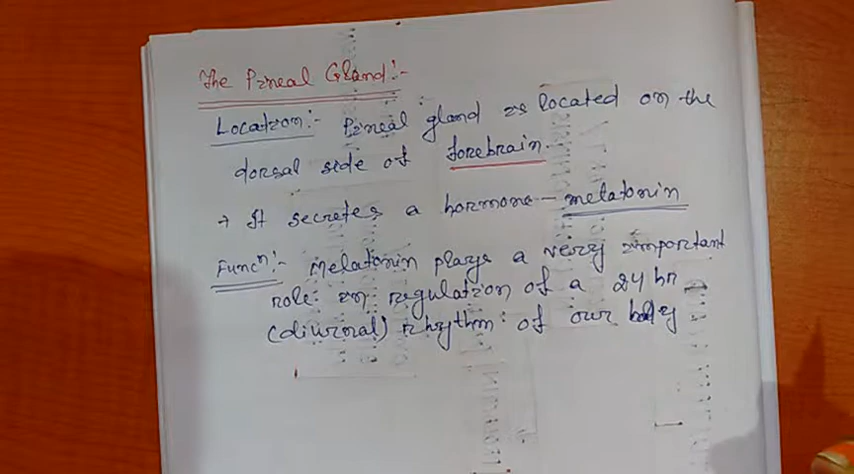 The Pineal Gland:-
Location:- Pineal gland is located on the
dorsal side of forebrain.
→ It secretes a hormone - melatonin
Funcⁿ:- Melatonin plays a very important
role in regulation of a 24 hr
(diurnal) rhythm of our body